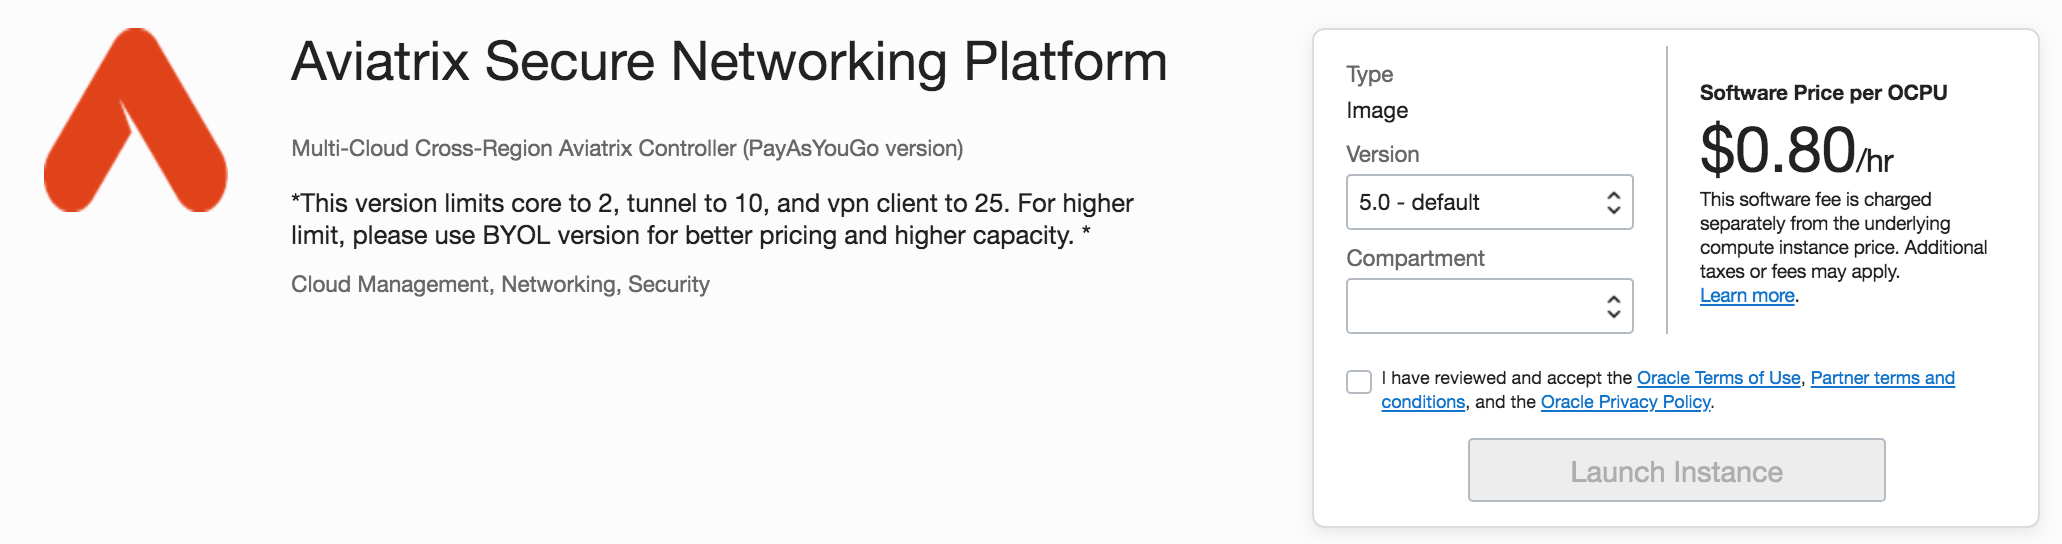 Aviatrix Secure Networking Platform
Multi-Cloud Cross-Region Aviatrix Controller (PayAsYouGo version)
*This version limits core to 2, tunnel to 10, and vpn client to 25. For higher
limit, please use BYOL version for better pricing and higher capacity. *
Cloud Management, Networking, Security
Type
Image
Version
5.0 - default
Compartment
Software Price per OCPU
$0.80/hr
This software fee is charged
separately from the underlying
compute instance price. Additional
taxes or fees may apply.
Learn more.
I have reviewed and accept the Oracle Terms of Use, Partner terms and
conditions, and the Oracle Privacy Policy.
Launch Instance